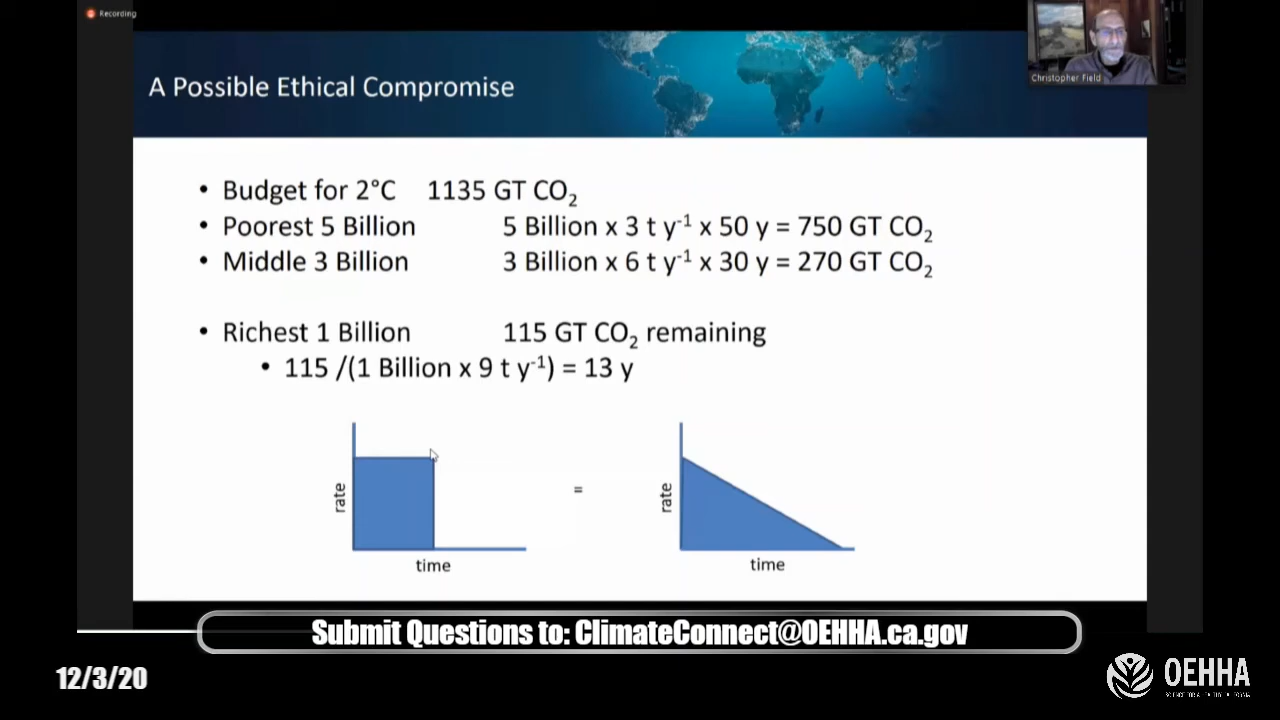 Recording
Christopher Field
A Possible Ethical Compromise
• Budget for 2°C 1135 GT CO₂
• Poorest 5 Billion 5 Billion x 3 t y⁻¹ x 50 y = 750 GT CO₂
• Middle 3 Billion 3 Billion x 6 t y⁻¹ x 30 y = 270 GT CO₂
• Richest 1 Billion 115 GT CO₂ remaining
• 115 /(1 Billion x 9 t y⁻¹) = 13 y
rate
time
=
rate
time
Submit Questions to: ClimateConnect@OEHHA.ca.gov
12/3/20
OEHHA